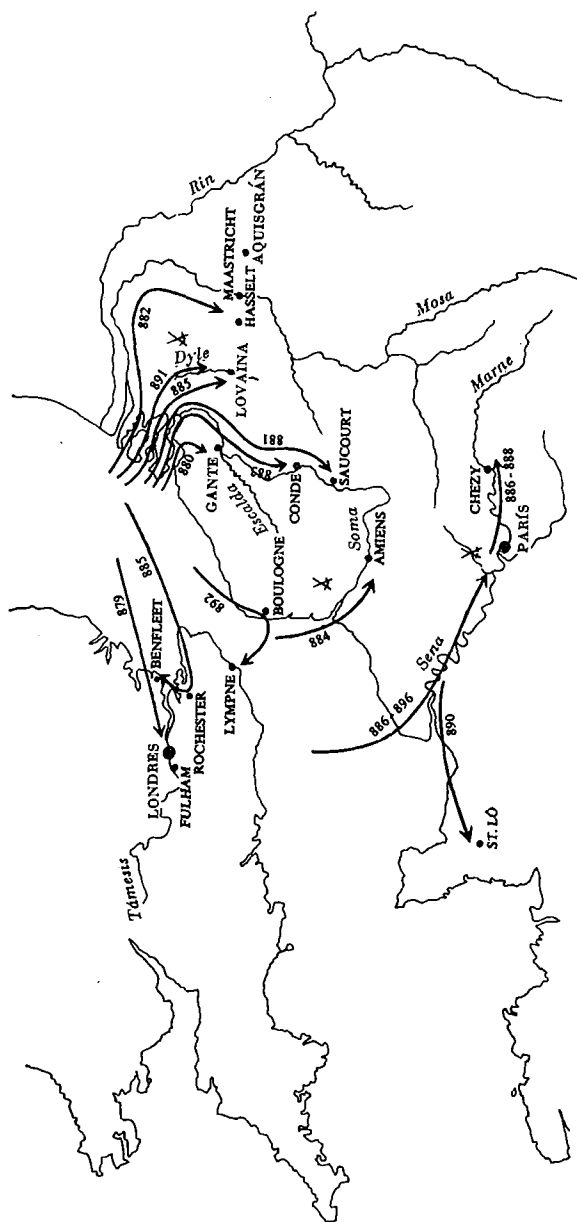 Támesis
LONDRES
FULHAM
ROCHESTER
BENFLEET
879
885
LYMPNE
892
BOULOGNE
884
Soma
AMIENS
Escalda
GANTE
880
883
881
CONDE
SAUCOURT
Dyle
891
885
LOVAINA
882
MAASTRICHT
HASSELT
AQUISGRÁN
Rin
Mosa
Marne
CHEZY
886-888
PARÍS
Sena
886-896
890
ST. LÔ